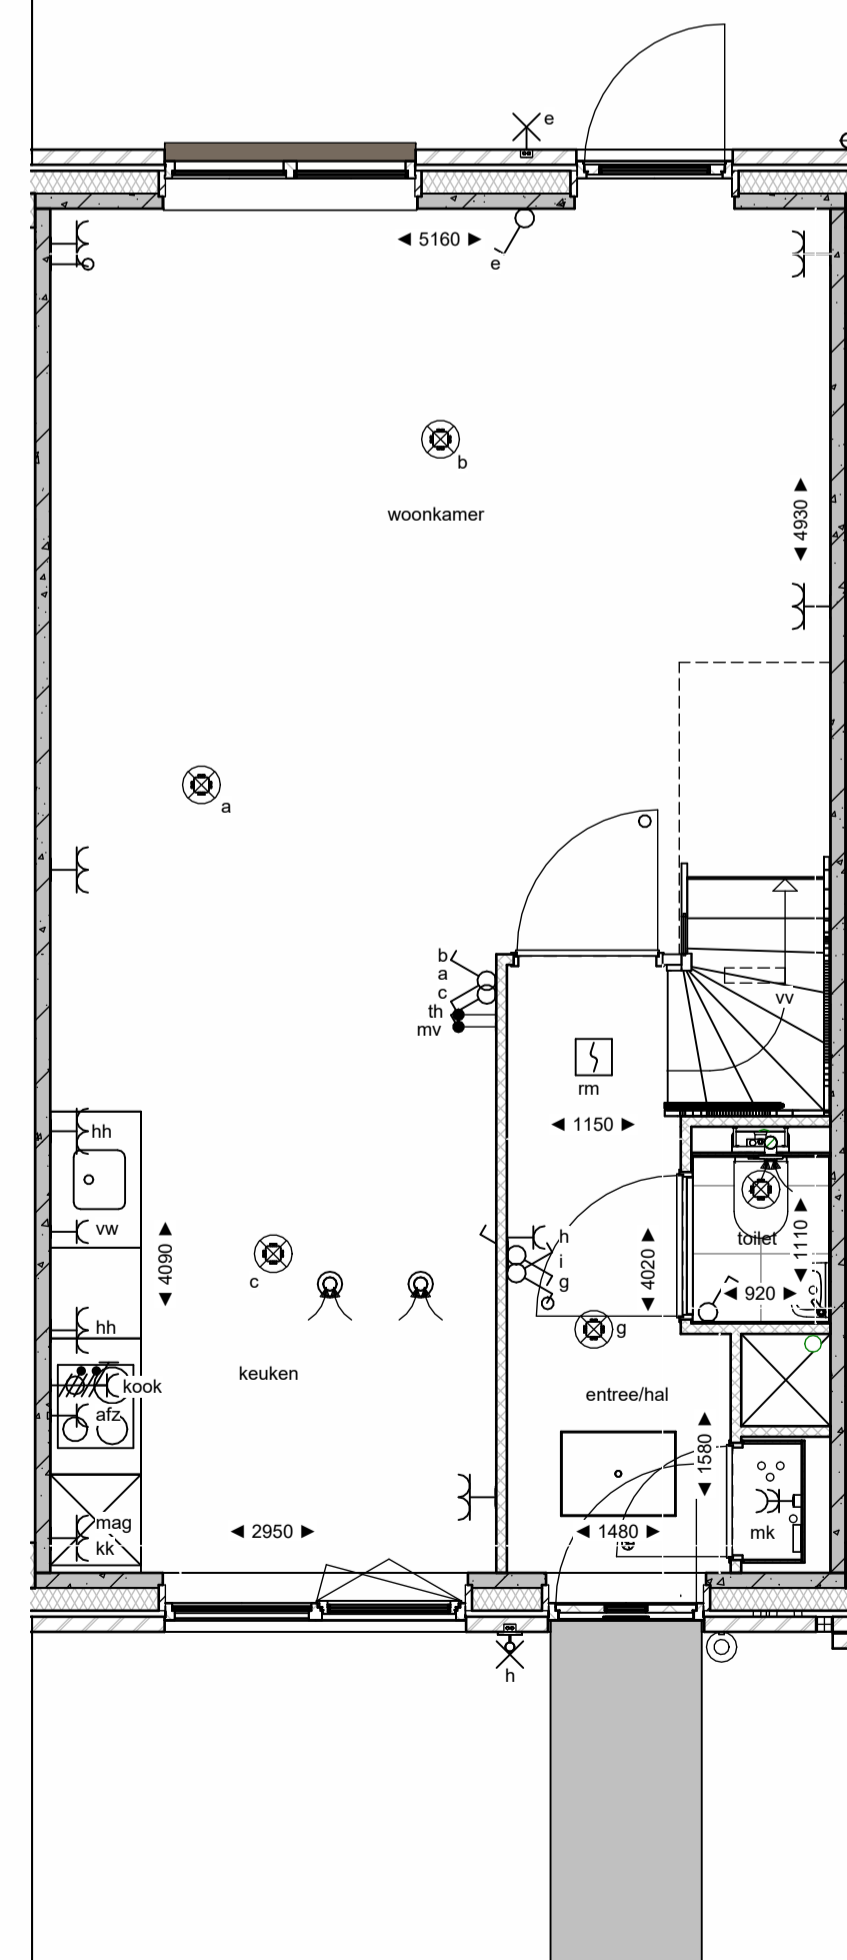 e
5160
e
b
woonkamer
4930
a
b
a
c
th
mv
vv
rm
1150
hh
vw
h
i
g
toilet
1110
4090
4020
920
c
g
hh
keuken
kook
entree/hal
afz
1580
mag
kk
2950
1480
mk
h